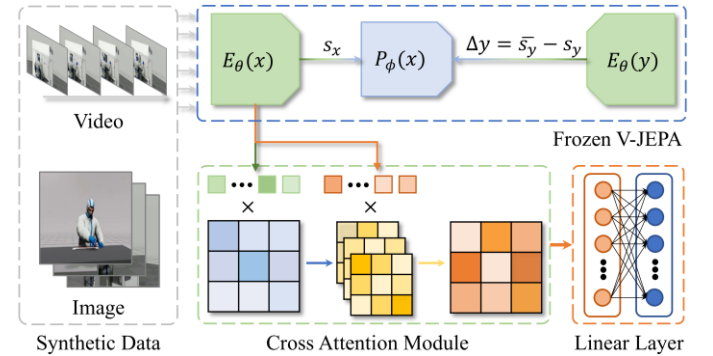 Video
Image
Synthetic Data
E_θ(x)
s_x
P_ϕ(x)
Δy = s̄_y − s_y
E_θ(y)
Frozen V-JEPA
••• •••
× ×
Cross Attention Module
Linear Layer